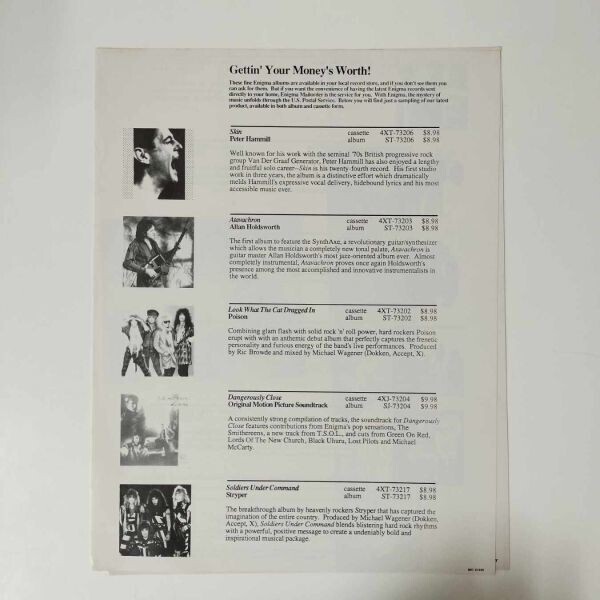 Gettin' Your Money's Worth!
These fine Enigma albums are available in your local record store, and if you don't see them you
can ask for them. But if you want the convenience of having the latest Enigma records sent
directly to your home, Enigma Mailorder is the service for you. With Enigma, the mystery of
music unfolds through the U.S. Postal Service. Below you will find just a sampling of our latest
product, available in both album and cassette form.
Skin cassette 4XT-73206 $8.98
Peter Hammill album ST-73206 $8.98
Well known for his work with the seminal '70s British progressive rock
group Van Der Graaf Generator, Peter Hammill has also enjoyed a lengthy
and fruitful solo career--Skin is his twenty-fourth record. His first studio
work in three years, the album is a distinctive effort which dramatically
melds Hammill's expressive vocal delivery, hidebound lyrics and his most
accessible music ever.
Atavachron cassette 4XT-73203 $8.98
Allan Holdsworth album ST-73203 $8.98
The first album to feature the SynthAxe, a revolutionary guitar/synthesizer
which allows the musician a completely new tonal palate, Atavachron is
guitar master Allan Holdsworth's most jazz-oriented album ever. Almost
completely instrumental, Atavachron proves once again Holdsworth's
presence among the most accomplished and innovative instrumentalists in
the world.
Look What The Cat Dragged In cassette 4XT-73202 $8.98
Poison album ST-73202 $8.98
Combining glam flash with solid rock 'n' roll power, hard rockers Poison
erupt with with an anthemic debut album that perfectly captures the frenetic
personality and furious energy of the band's live performances. Produced
by Ric Browde and mixed by Michael Wagener (Dokken, Accept, X).
Dangerously Close cassette 4XJ-73204 $9.98
Original Motion Picture Soundtrack album SJ-73204 $9.98
A consistently strong compilation of tracks, the soundtrack for Dangerously
Close features contributions from Enigma's pop sensations, The
Smithereens, a new track from T.S.O.L., and cuts from Green On Red,
Lords Of The New Church, Black Uhuru, Lost Pilots and Michael
McCarty.
Soldiers Under Command cassette 4XT-73217 $8.98
Stryper album ST-73217 $8.98
The breakthrough album by heavenly rockers Stryper that has captured the
imagination of the entire country. Produced by Michael Wagener (Dokken,
Accept, X), Soldiers Under Command blends blistering hard rock rhythms
with a powerful, positive message to create a undeniably bold and
inspirational musical package.